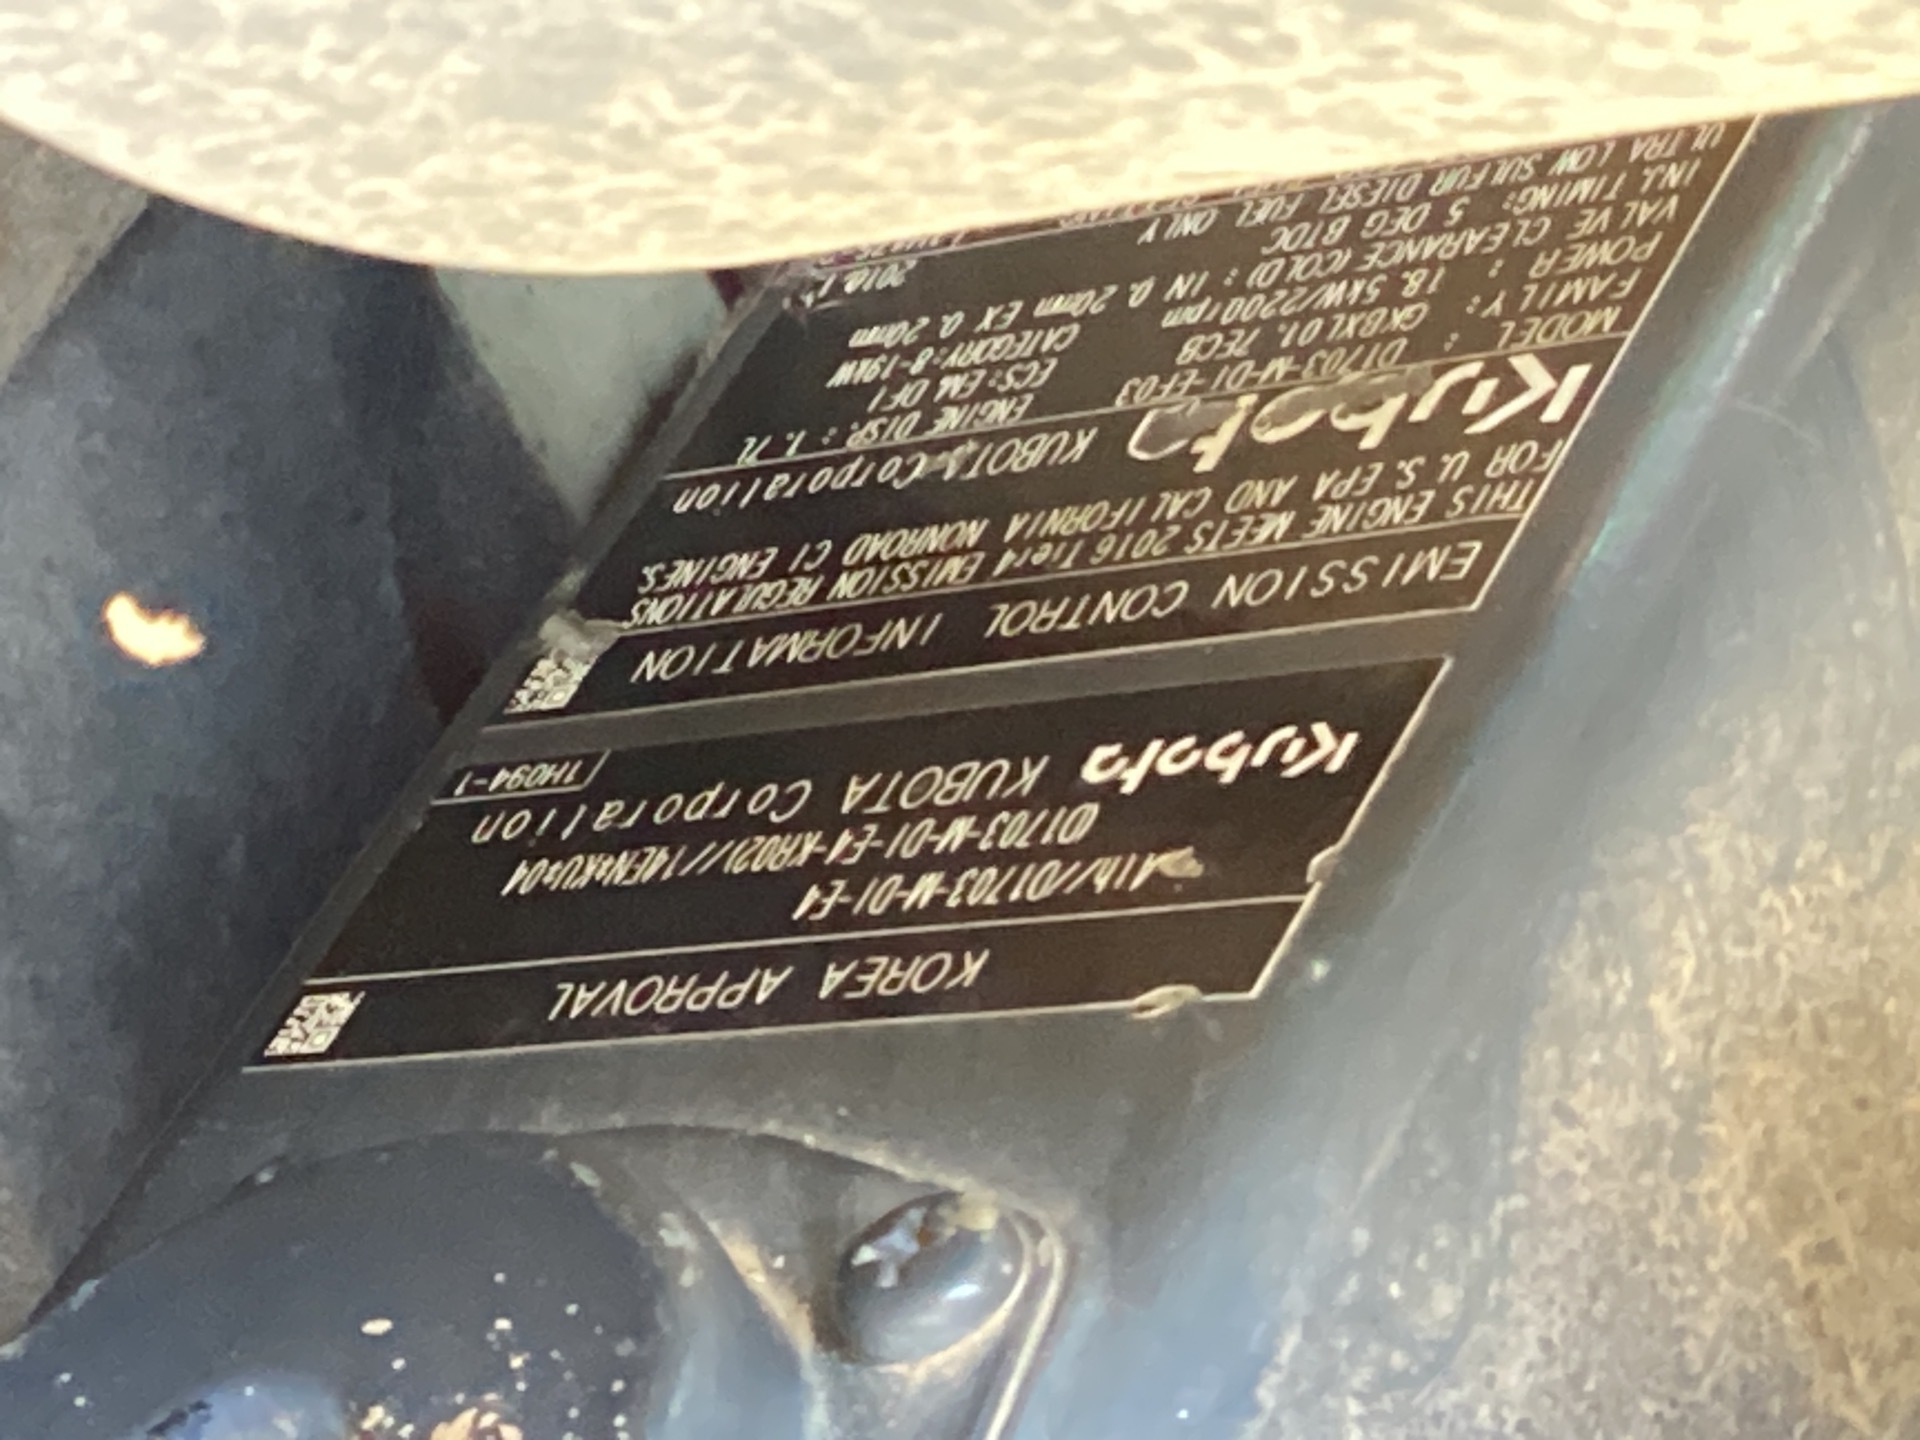 KOREA APPROVAL
D1703-M-DI-E4
(D1703-M-DI-E4-KR02)//14EN*KU*04
Kubota KUBOTA Corporation
1H094-1
EMISSION CONTROL INFORMATION
THIS ENGINE MEETS 2016 Tier4 EMISSION REGULATIONS
FOR U.S. EPA AND CALIFORNIA NONROAD CI ENGINES.
Kubota KUBOTA Corporation
MODEL : D1703-M-DI-EF03 ENGINE DISP. : 1.7L
FAMILY : GKBXL01.7ECB ECS: EM DFI
POWER : 18.5kW/2200rpm CATEGORY: 8-19kW
VALVE CLEARANCE (COLD) : IN 0.20mm EX 0.20mm
INJ. TIMING: 5 DEG BTDC
ULTRA LOW SULFUR DIESEL FUEL ONLY